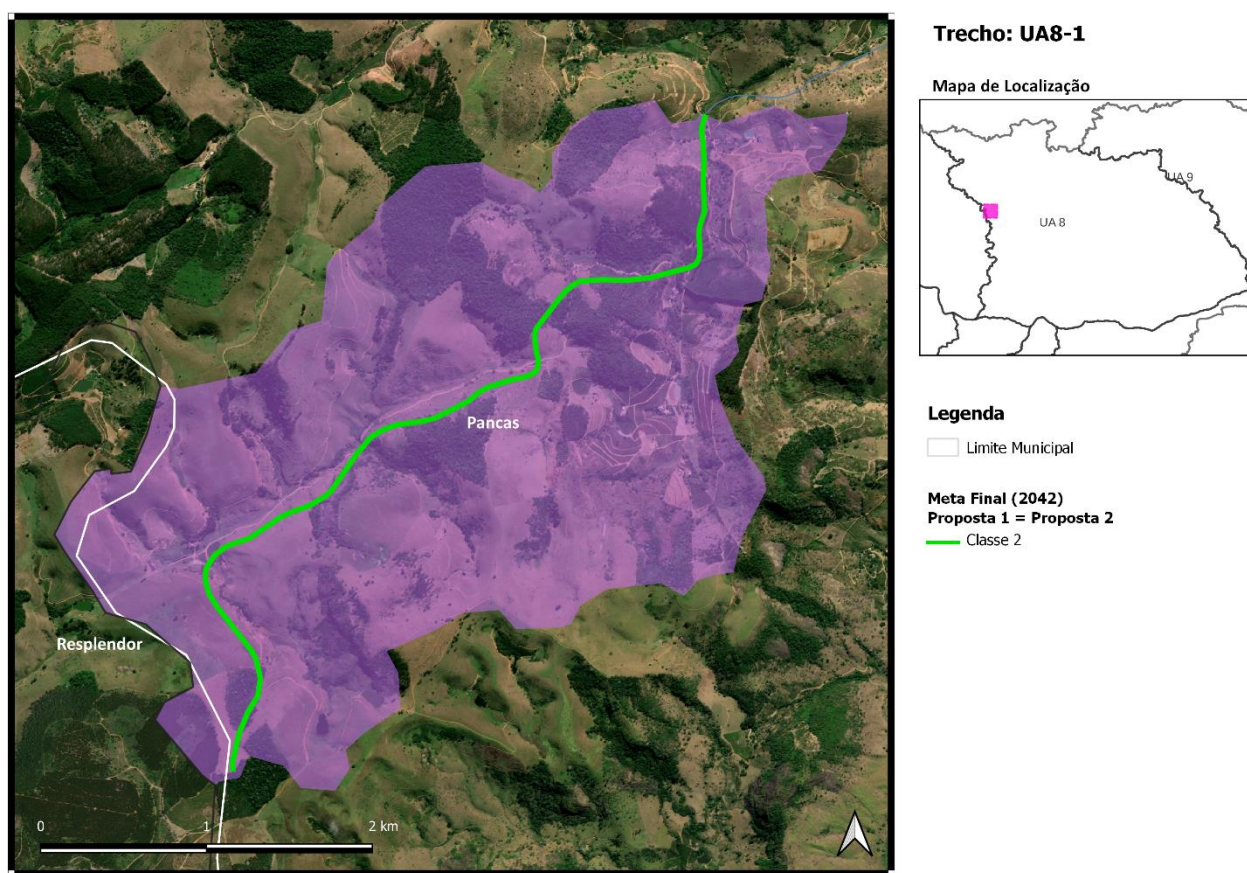 Trecho: UA8-1
Mapa de Localização
UA 9
UA 8
Pancas
Resplendor
0
1
2 km
Legenda
Limite Municipal
Meta Final (2042)
Proposta 1 = Proposta 2
Classe 2